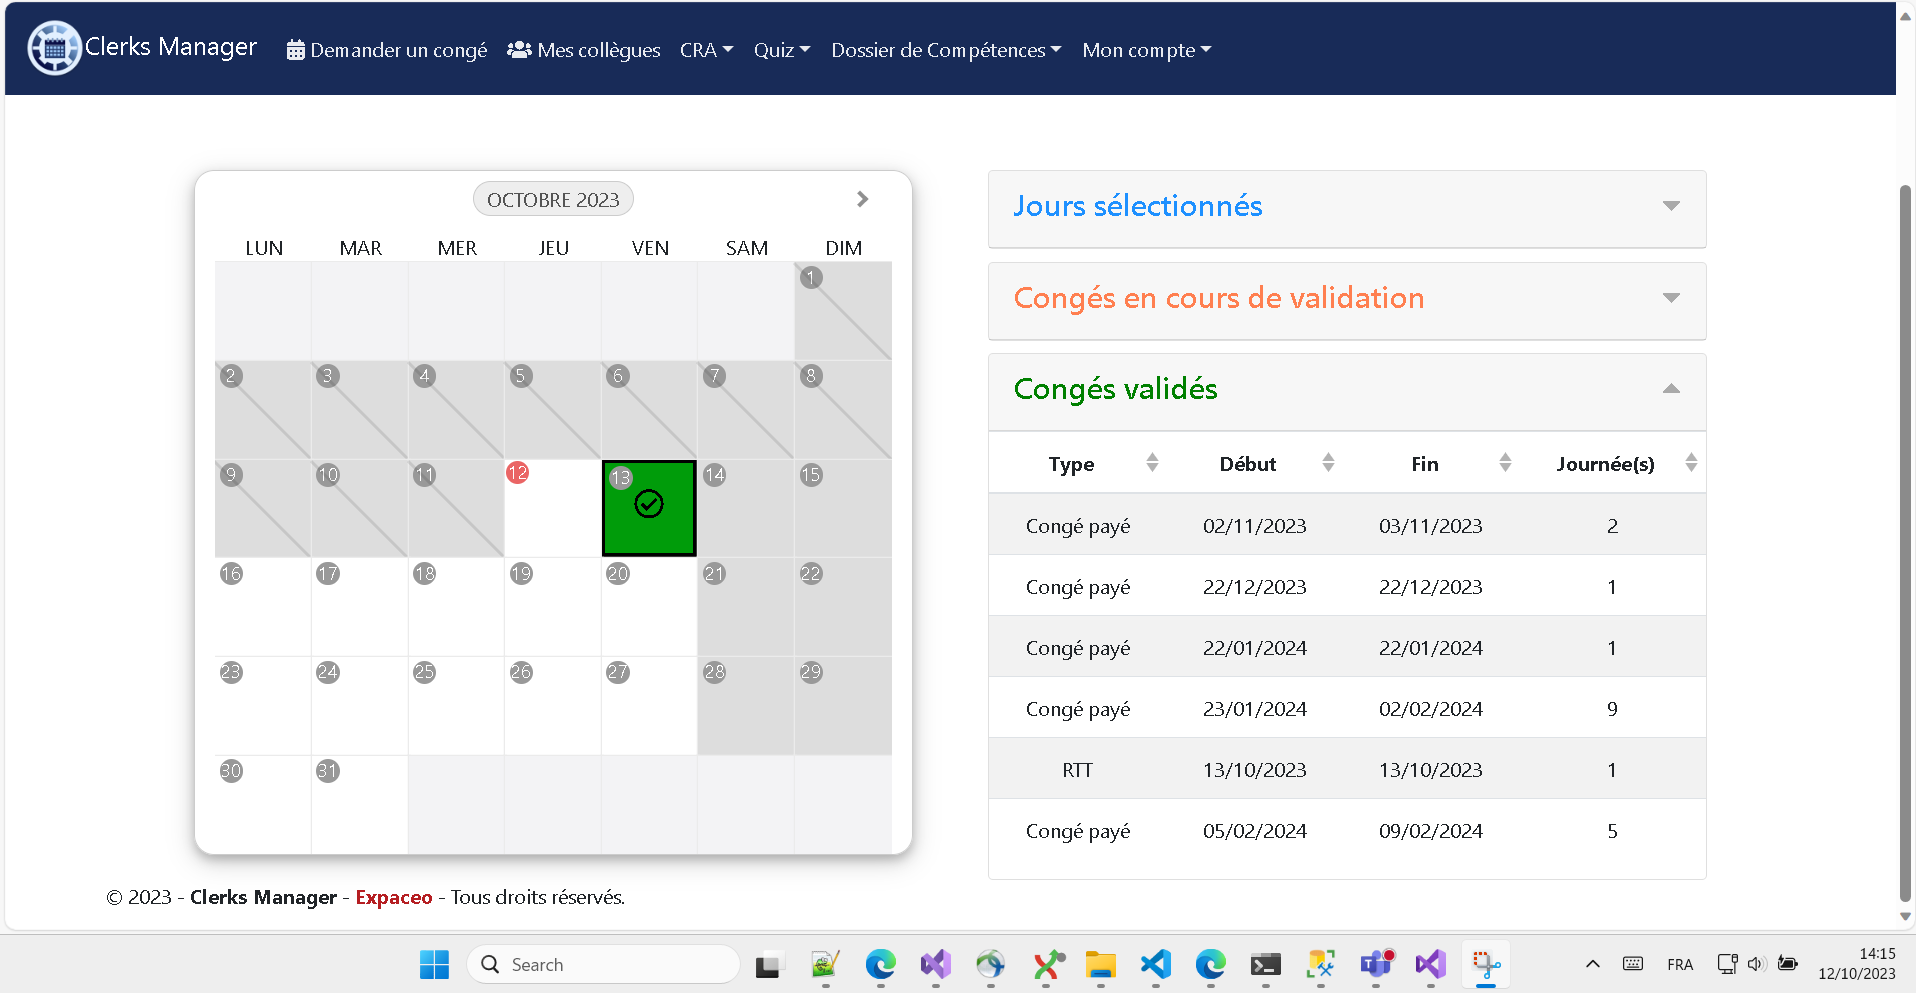 Clerks Manager Demander un congé Mes collègues CRA Quiz Dossier de Compétences Mon compte
OCTOBRE 2023
LUN MAR MER JEU VEN SAM DIM
1
2 3 4 5 6 7 8
9 10 11 12 13 14 15
16 17 18 19 20 21 22
23 24 25 26 27 28 29
30 31
Jours sélectionnés
Congés en cours de validation
Congés validés
Type Début Fin Journée(s)
Congé payé 02/11/2023 03/11/2023 2
Congé payé 22/12/2023 22/12/2023 1
Congé payé 22/01/2024 22/01/2024 1
Congé payé 23/01/2024 02/02/2024 9
RTT 13/10/2023 13/10/2023 1
Congé payé 05/02/2024 09/02/2024 5
© 2023 - Clerks Manager - Expaceo - Tous droits réservés.
Search
FRA
14:15
12/10/2023